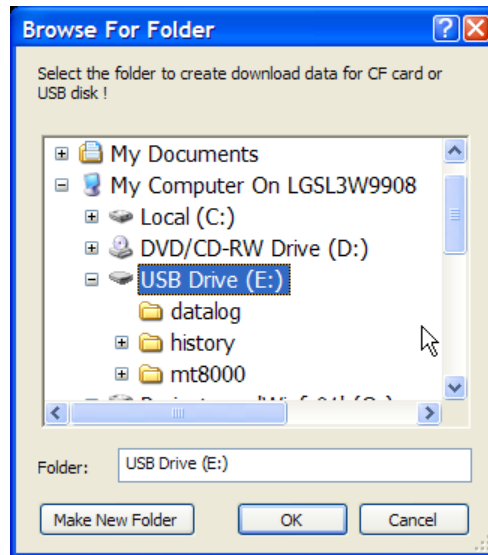 Browse For Folder
Select the folder to create download data for CF card or
USB disk !
My Documents
My Computer On LGSL3W9908
Local (C:)
DVD/CD-RW Drive (D:)
USB Drive (E:)
datalog
history
mt8000
Folder: USB Drive (E:)
Make New Folder OK Cancel